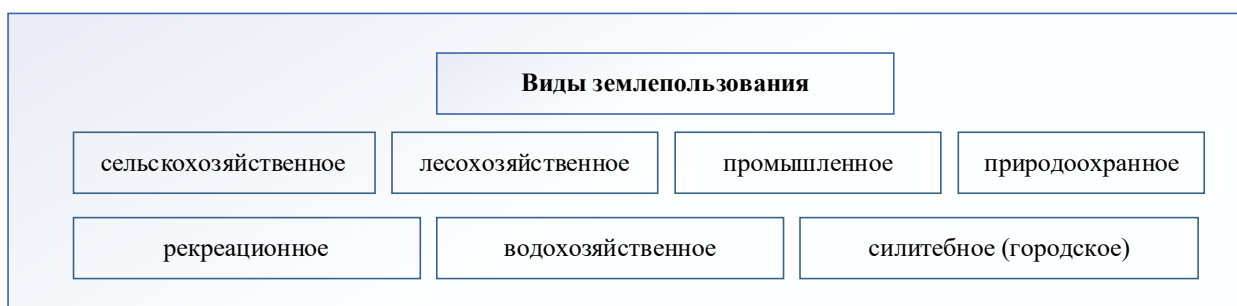 Виды землепользования
сельскохозяйственное
лесохозяйственное
промышленное
природоохранное
рекреационное
водохозяйственное
силитебное (городское)